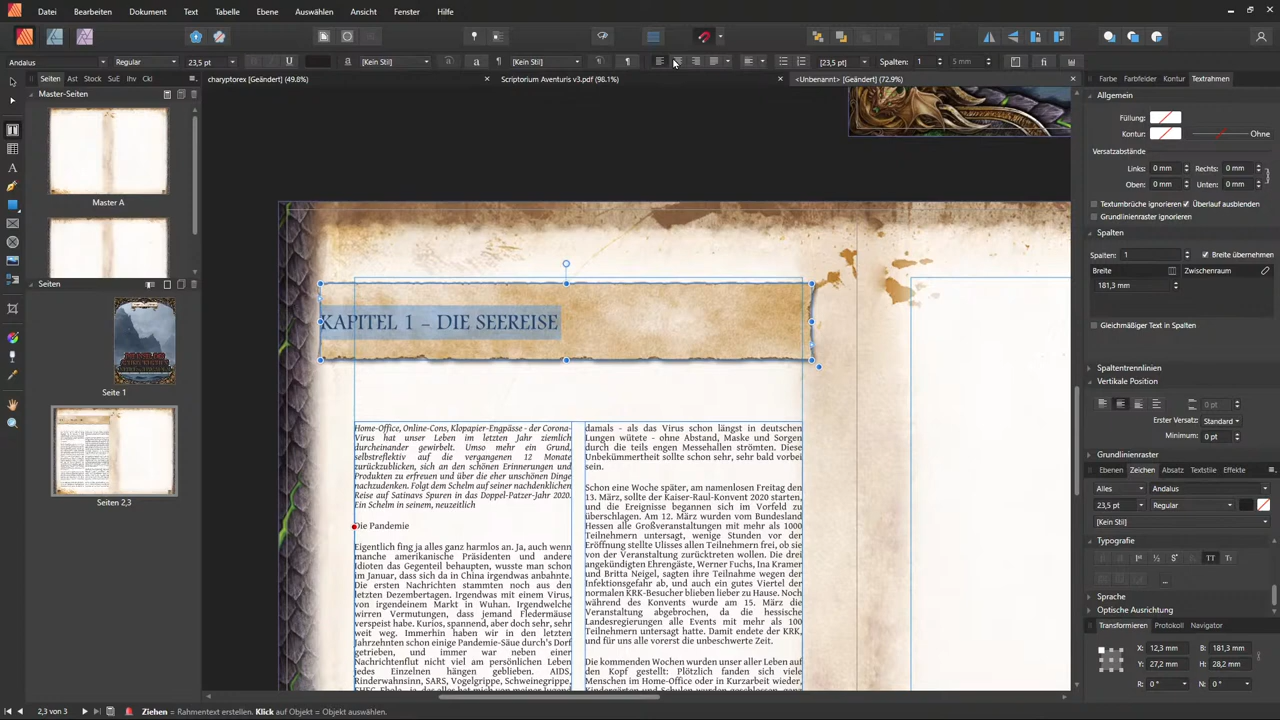 Datei Bearbeiten Dokument Text Tabelle Ebene Auswählen Ansicht Fenster Hilfe
Andalus Regular 23,5 pt [Kein Stil] [Kein Stil] [23,5 pt] Spalten: 1 5 mm
Seiten Ast Stock SuE Sty Ch
charyptorex [Geändert] (49.8%)
Scriptorium Aventuris v3.pdf (98.1%)
<Unbenannt> [Geändert] (72.9%)
Farbe Farbfelder Kontur Textrahmen
Master-Seiten
Master A
Seiten
Seite 1
Seiten 2,3
KAPITEL 1 – DIE SEEREISE
Home-Office, Online-Cons, Klopapier-Engpässe - der Corona-
Virus hat unser Leben im letzten Jahr ziemlich
durcheinander gewirbelt. Umso mehr ein Grund,
selbstreflektiv auf die vergangenen 12 Monate
zurückzublicken, sich an den schönen Erinnerungen und
Produkten zu erfreuen und über die eher unschönen Dinge
nachzudenken. Folgt dem Schelm auf seiner nachdenklichen
Reise auf Satinavs Spuren in das Doppel-Patzer-Jahr 2020.
Ein Schelm in seinem, neuzeitlich
Die Pandemie
Eigentlich fing ja alles ganz harmlos an. Ja, auch wenn
manche amerikanische Präsidenten und andere
Idioten das Gegenteil behaupten, wusste man schon
im Januar, dass sich da in China irgendwas anbahnte.
Die ersten Nachrichten stammten noch aus den
letzten Dezembertagen. Irgendwas mit einem Virus,
von irgendeinem Markt in Wuhan. Irgendwelche
wirren Vermutungen, dass jemand Fledermäuse
verspeist habe. Kurios, spannend, aber doch sehr, sehr
weit weg. Immerhin haben wir in den letzten
Jahrzehnten schon einige Pandemie-Säue durch's Dorf
getrieben, und immer war neben einer
Nachrichtenflut nicht viel am persönlichen Leben
jedes Einzelnen hängen geblieben. AIDS,
Rinderwahnsinn, SARS, Vogelgrippe, Schweinegrippe,
EHEC, Ebola - ja, das alles hat mich von meiner Jugend
damals - als das Virus schon längst in deutschen
Lungen wütete - ohne Abstand, Maske und Sorgen
durch die teils engen Messehallen strömten. Diese
Unbekümmertheit sollte schon sehr, sehr bald vorbei
sein.
Schon eine Woche später, am namenlosen Freitag den
13. März, sollte der Kaiser-Raul-Konvent 2020 starten,
und die Ereignisse begannen sich im Vorfeld zu
überschlagen. Am 12. März wurden vom Bundesland
Hessen alle Großveranstaltungen mit mehr als 1000
Teilnehmern untersagt, wenige Stunden vor der
Eröffnung stellte Ulisses allen Teilnehmern frei, ob sie
von der Veranstaltung zurücktreten wollen. Die drei
angekündigten Ehrengäste, Werner Fuchs, Ina Kramer
und Britta Neigel, sagten ihre Teilnahme wegen der
Infektionsgefahr ab, und auch ein gutes Viertel der
normalen KRK-Besucher blieben lieber zu Hause. Noch
während des Konvents wurde am 15. März die
Veranstaltung abgebrochen, da die hessische
Landesregierungen alle Events mit mehr als 100
Teilnehmern untersagt hatte. Damit endete der KRK,
und für uns alle vorerst die unbeschwerte Zeit.
Die kommenden Wochen wurden unser aller Leben auf
den Kopf gestellt: Plötzlich fanden sich viele
Menschen im Home-Office oder in Kurzarbeit wieder,
Kindergärten und Schulen wurden geschlossen, ganz
Allgemein
Füllung:
Kontur: Ohne
Versatzabstände
Links: 0 mm Rechts: 0 mm
Oben: 0 mm Unten: 0 mm
Textumbrüche ignorieren Überlauf ausblenden
Grundlinienraster ignorieren
Spalten
Spalten: 1 Breite übernehmen
Breite Zwischenraum
181,3 mm
Gleichmäßiger Text in Spalten
Spaltentrennlinien
Vertikale Position
0 pt
Erster Versatz: Standard
Minimum: 0 pt
Grundlinienraster
Ebenen Zeichen Absatz Textstile Effekte
Alles Andalus
23,5 pt Regular
[Kein Stil]
Typografie
Sprache
Optische Ausrichtung
Transformieren Protokoll Navigator
X: 12,3 mm B: 181,3 mm
Y: 27,2 mm H: 28,2 mm
R: 0 ° S: 0 °
2,3 von 3 Ziehen = Rahmentext erstellen. Klick auf Objekt = Objekt auswählen.